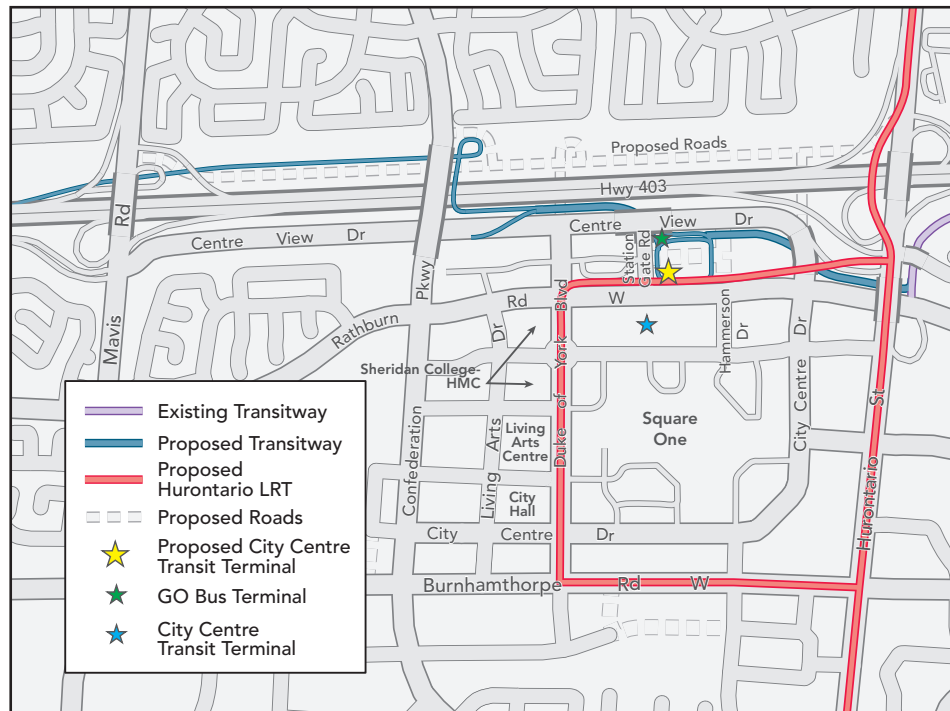 Proposed Roads
Hwy 403
Centre View Dr
Centre View Dr
Station
Gate Rd
Mavis Rd
Rathburn Rd W
Confederation Pkwy
Living Arts Dr
Duke of York Blvd
Hammerson
Dr
City Centre Dr
Hurontario St
Sheridan College-
HMC
Square
One
Living
Arts
Centre
City
Hall
City Centre Dr
Burnhamthorpe Rd W
Existing Transitway
Proposed Transitway
Proposed
Hurontario LRT
Proposed Roads
Proposed City Centre
Transit Terminal
GO Bus Terminal
City Centre
Transit Terminal